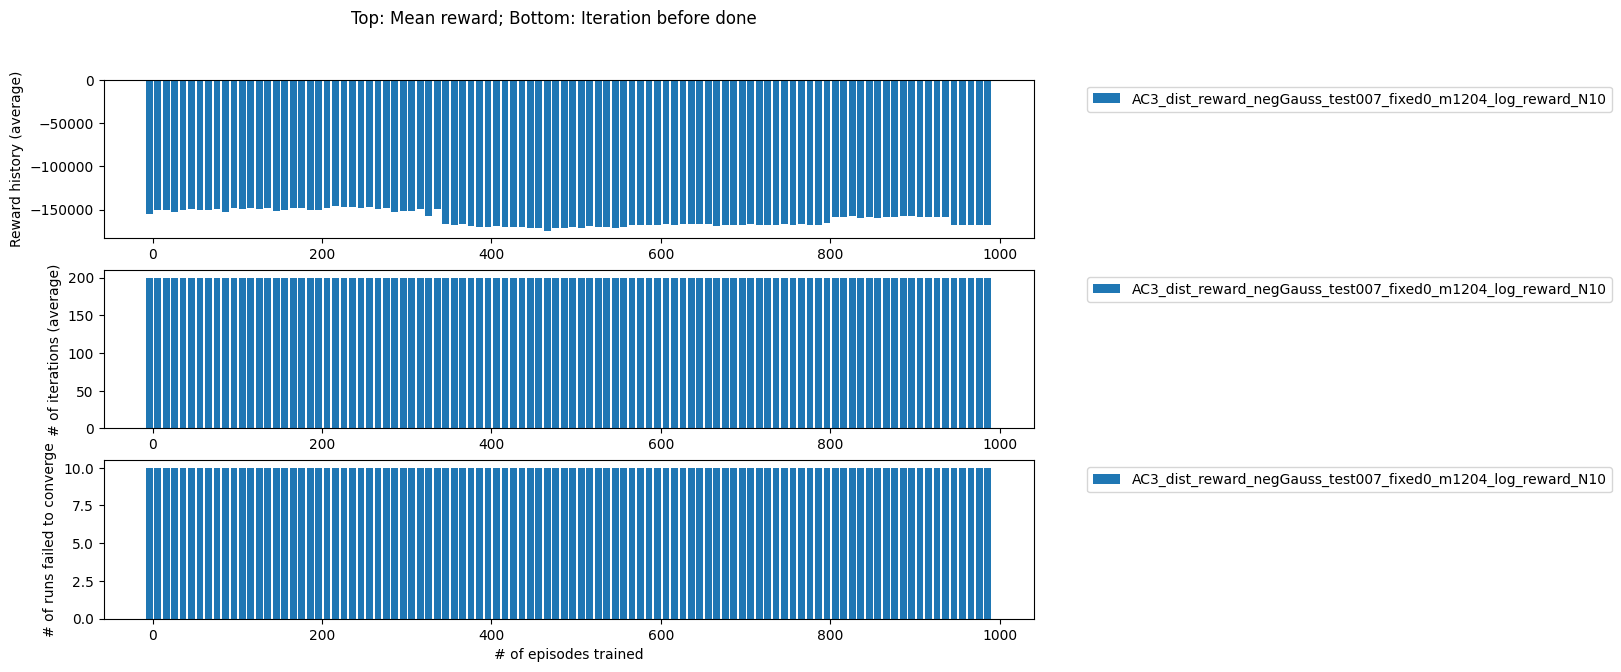 Top: Mean reward; Bottom: Iteration before done
Reward history (average)
0
−50000
−100000
−150000
0 200 400 600 800 1000
AC3_dist_reward_negGauss_test007_fixed0_m1204_log_reward_N10
# of iterations (average)
200
150
100
50
0
0 200 400 600 800 1000
AC3_dist_reward_negGauss_test007_fixed0_m1204_log_reward_N10
# of runs failed to converge
10.0
7.5
5.0
2.5
0.0
0 200 400 600 800 1000
AC3_dist_reward_negGauss_test007_fixed0_m1204_log_reward_N10
# of episodes trained